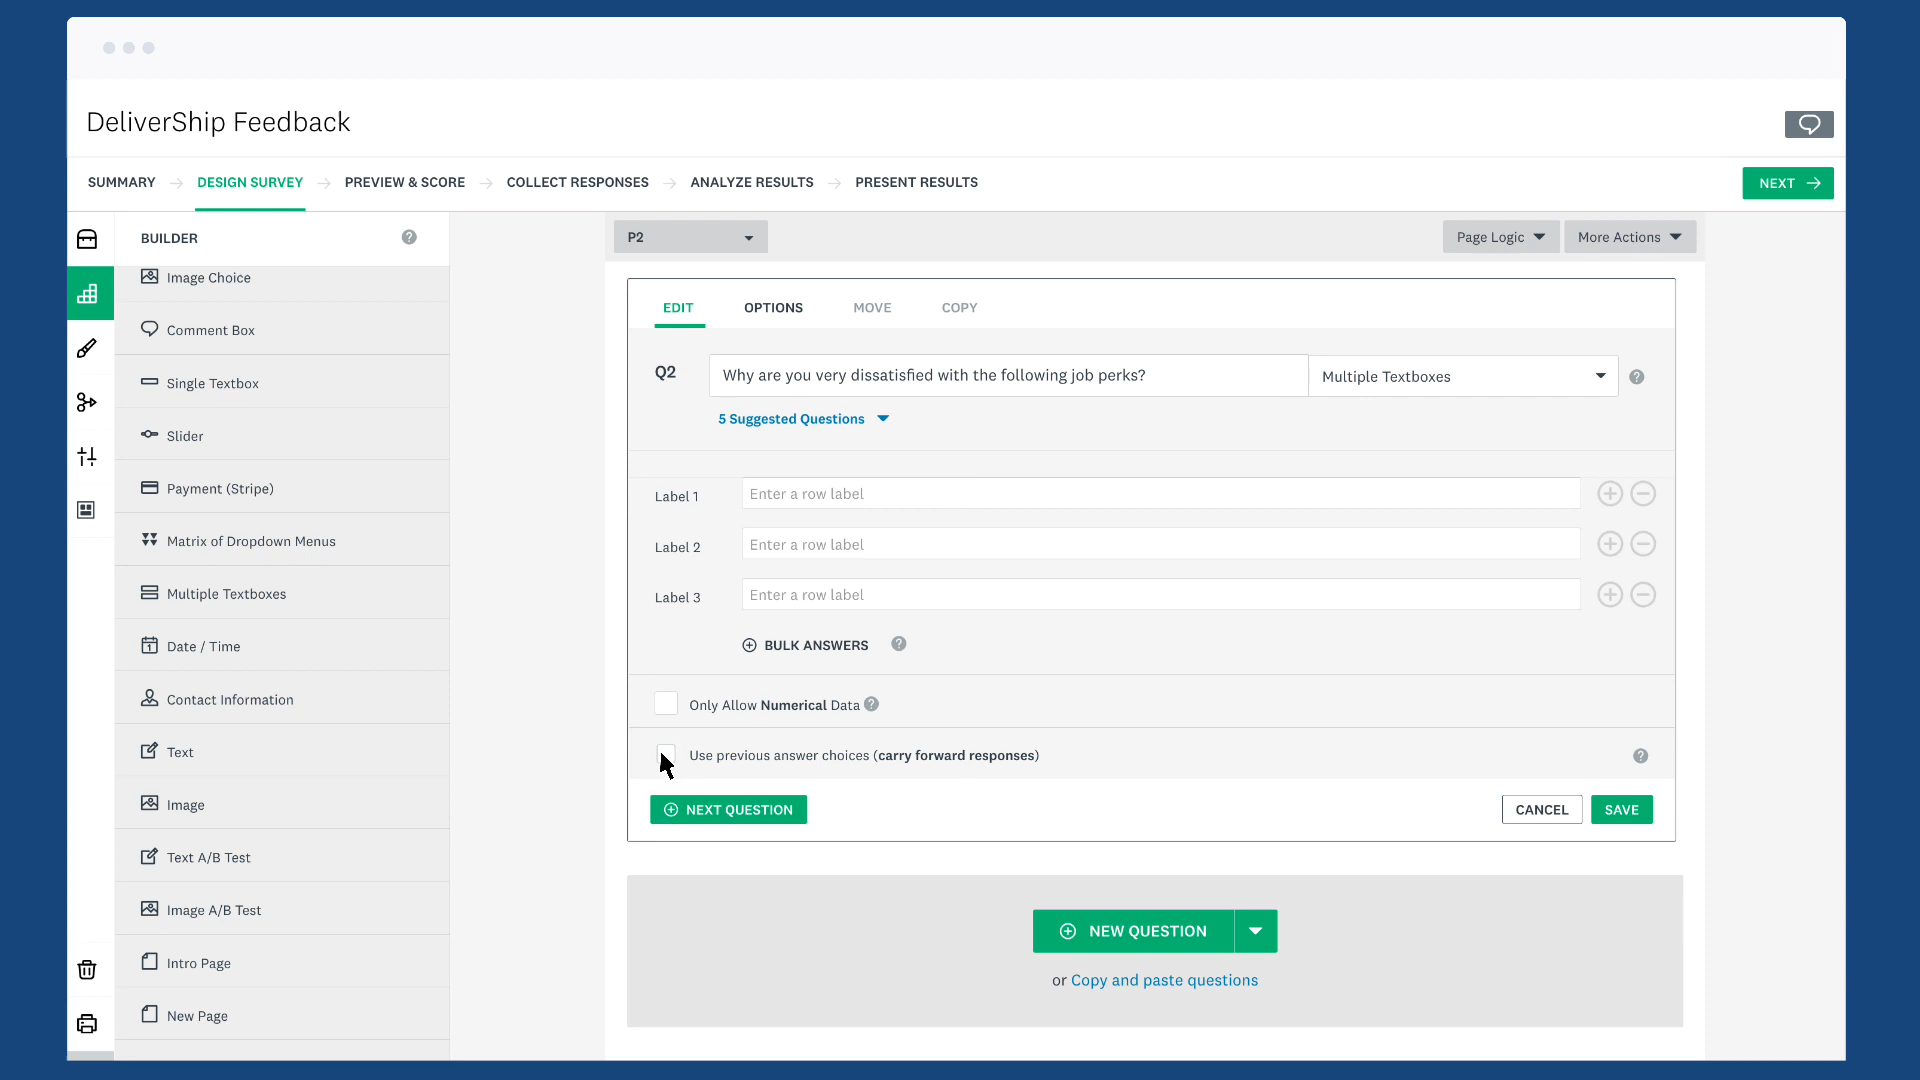 DeliverShip Feedback
SUMMARY DESIGN SURVEY PREVIEW & SCORE COLLECT RESPONSES ANALYZE RESULTS PRESENT RESULTS NEXT
BUILDER ?
Image Choice
Comment Box
Single Textbox
Slider
Payment (Stripe)
Matrix of Dropdown Menus
Multiple Textboxes
Date / Time
Contact Information
Text
Image
Text A/B Test
Image A/B Test
Intro Page
New Page
P2 Page Logic More Actions
EDIT OPTIONS MOVE COPY
Q2 Why are you very dissatisfied with the following job perks? Multiple Textboxes ?
5 Suggested Questions
Label 1 Enter a row label
Label 2 Enter a row label
Label 3 Enter a row label
BULK ANSWERS ?
Only Allow Numerical Data ?
Use previous answer choices (carry forward responses) ?
NEXT QUESTION CANCEL SAVE
NEW QUESTION
or Copy and paste questions